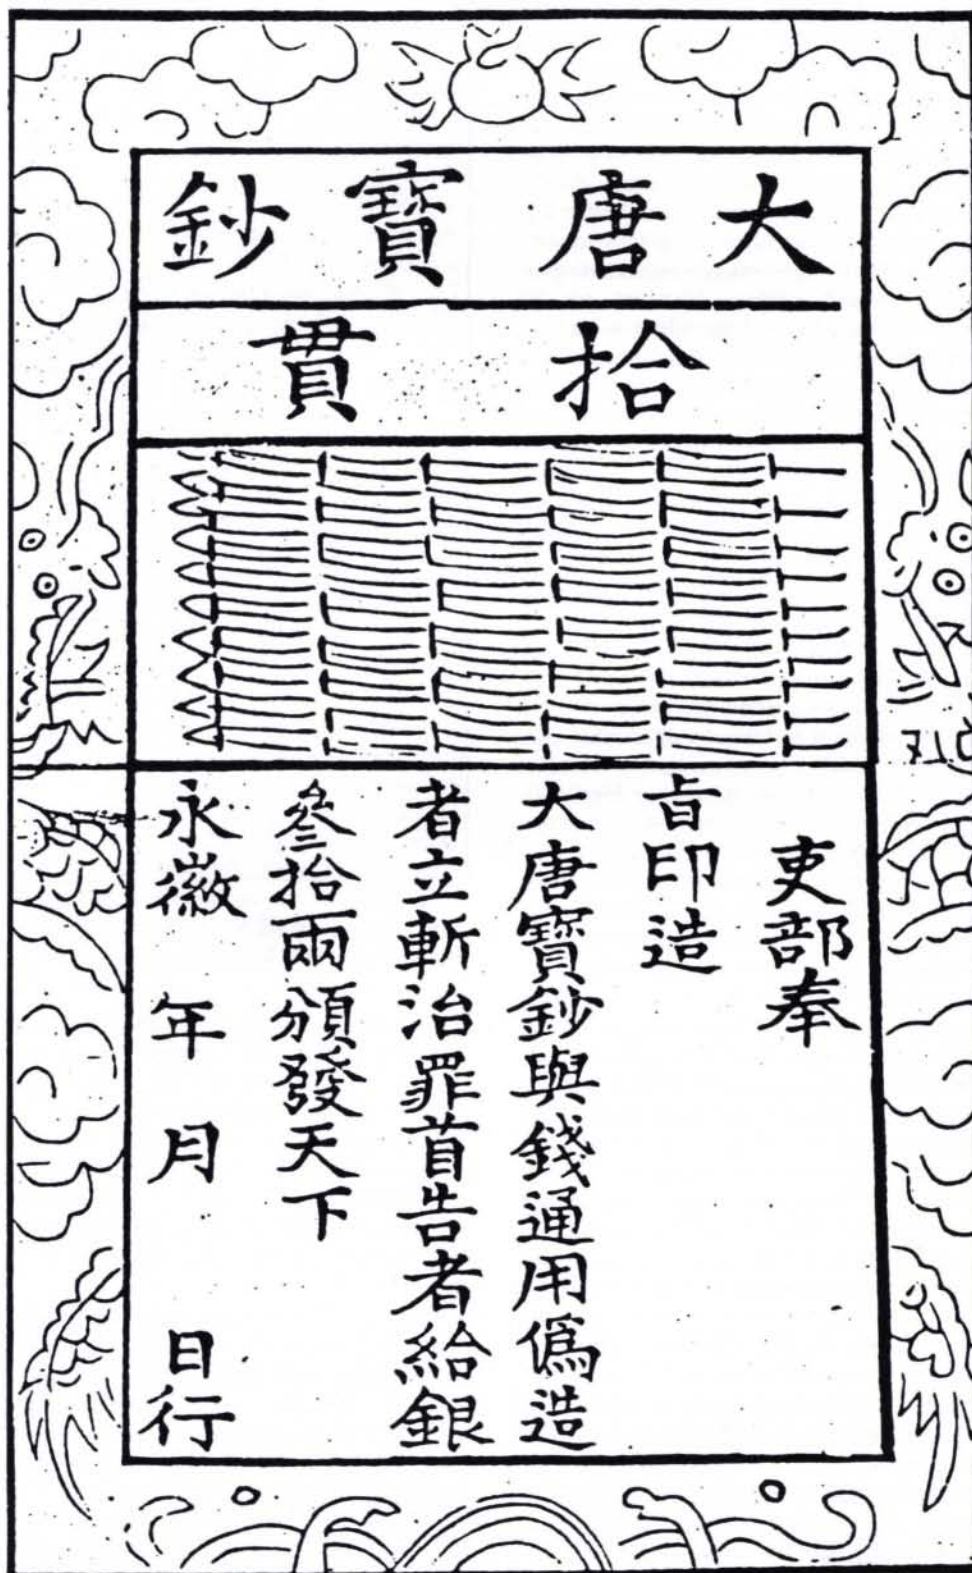 大唐寶鈔
拾貫
吏部奉
旨印造
大唐寶鈔與錢通用僞造
者立斬治罪首告者給銀
叄拾兩頒發天下
永徽　年　月　日行